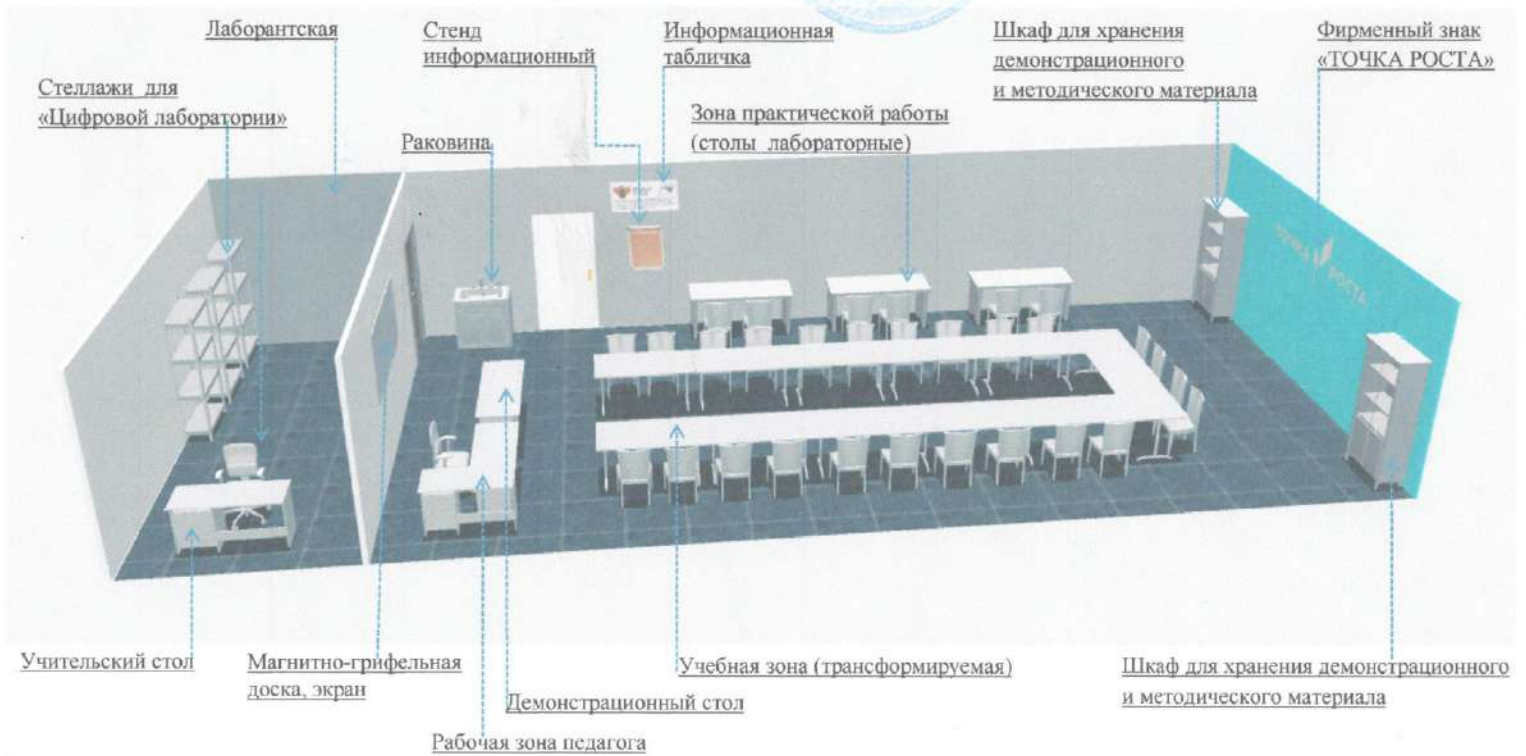 Лаборантская
Стенд
информационный
Информационная
табличка
Шкаф для хранения
демонстрационного
и методического материала
Фирменный знак
«ТОЧКА РОСТА»
Стеллажи для
«Цифровой лаборатории»
Раковина
Зона практической работы
(столы лабораторные)
ТОЧКА
РОСТА
Учительский стол
Магнитно-грифельная
доска, экран
Демонстрационный стол
Рабочая зона педагога
Учебная зона (трансформируемая)
Шкаф для хранения демонстрационного
и методического материала